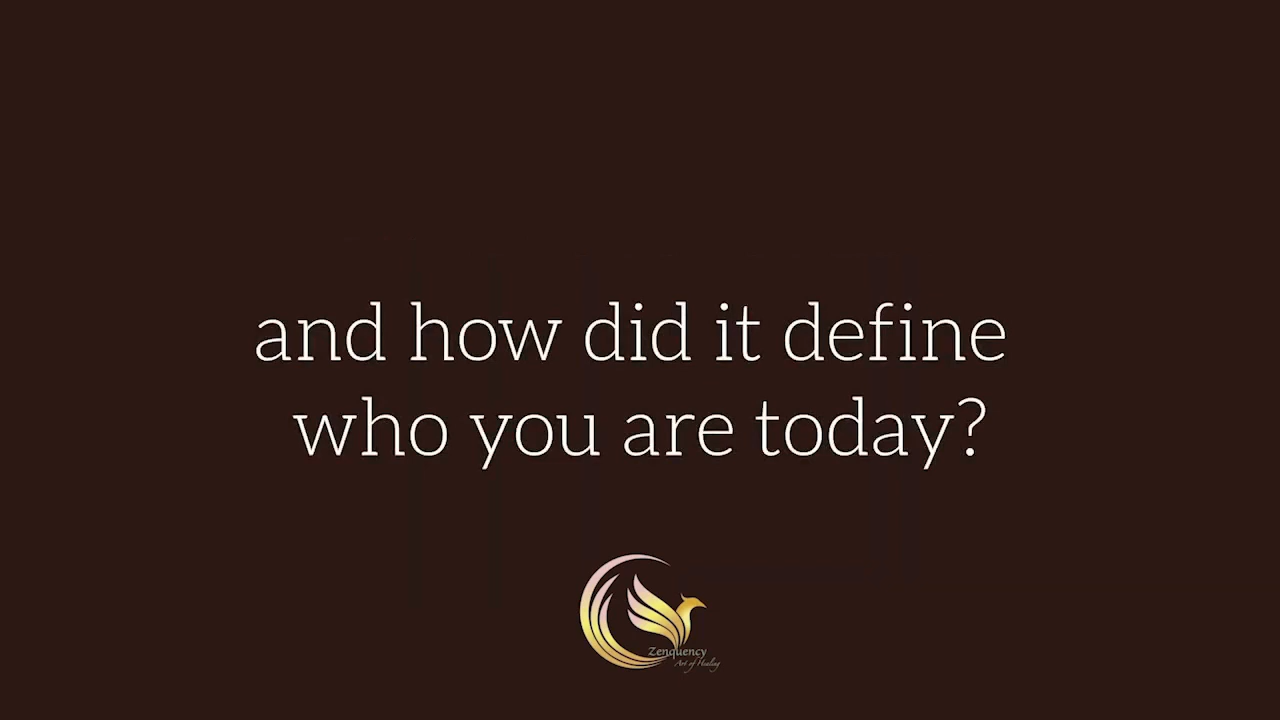 and how did it define
who you are today?
Zenquency
Art of Healing